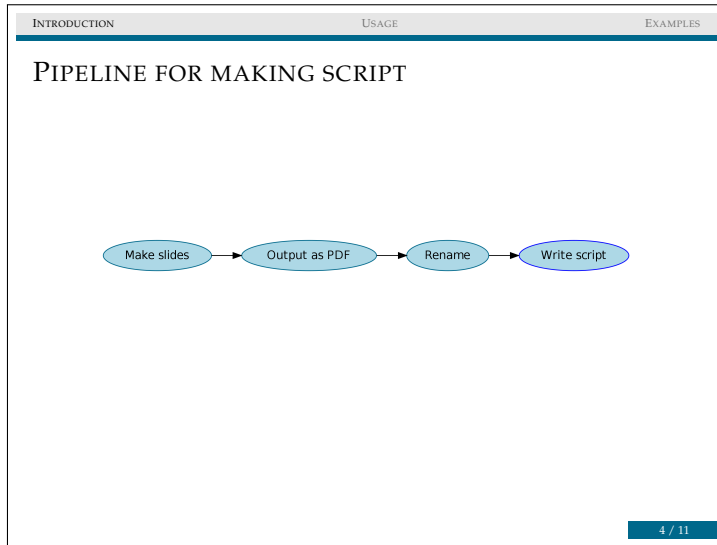 INTRODUCTION USAGE EXAMPLES
PIPELINE FOR MAKING SCRIPT
Make slides Output as PDF Rename Write script
4 / 11